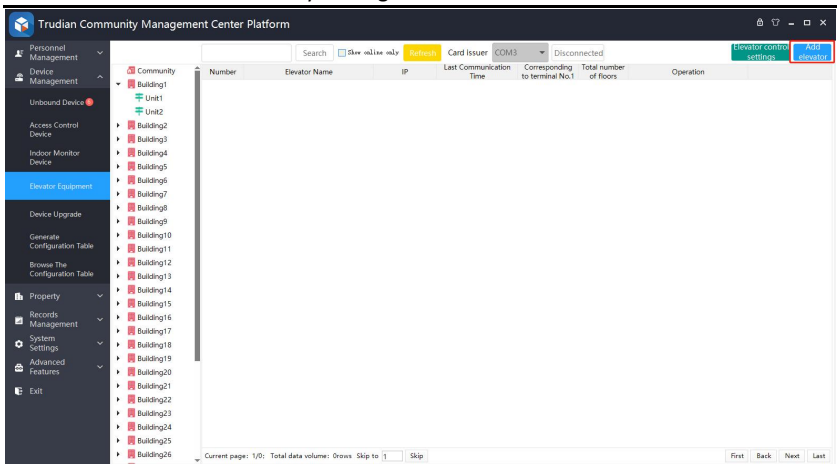 Trudian Community Management Center Platform
Personnel
Management
Device
Management
Unbound Device
Access Control
Device
Indoor Monitor
Device
Elevator Equipment
Device Upgrade
Generate
Configuration Table
Browse The
Configuration Table
Property
Records
Management
System
Settings
Advanced
Features
Exit
Community
Building1
Unit1
Unit2
Building2
Building3
Building4
Building5
Building6
Building7
Building8
Building9
Building10
Building11
Building12
Building13
Building14
Building15
Building16
Building17
Building18
Building19
Building20
Building21
Building22
Building23
Building24
Building25
Building26
Search Show online only Refresh Card issuer COM3 Disconnected
Elevator control
settings
Add
elevator
Number Elevator Name IP Last Communication Time Corresponding to terminal No.1 Total number of floors Operation
Current page: 1/0; Total data volume: 0rows Skip to 1 Skip
First Back Next Last